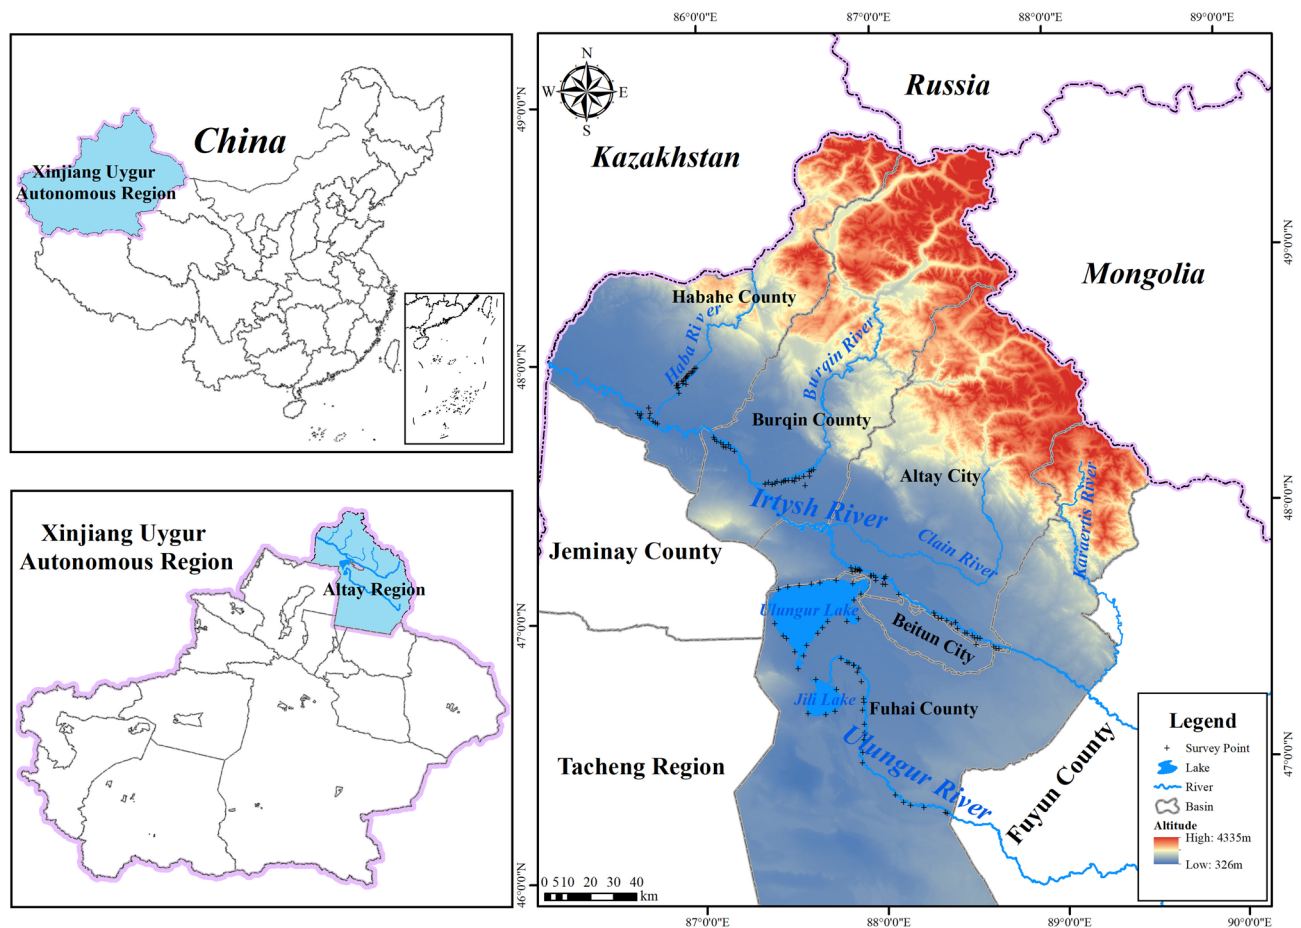 China
Xinjiang Uygur
Autonomous Region
Xinjiang Uygur
Autonomous Region
Altay Region
86°0'0"E
87°0'0"E
88°0'0"E
89°0'0"E
49°0'0"N
48°0'0"N
47°0'0"N
46°0'0"N
N
W
E
S
Russia
Kazakhstan
Mongolia
Habahe County
Haba River
Burqin River
Burqin County
Altay City
Irtysh River
Clain River
Karaertis River
Jeminay County
Ulungur Lake
Beitun City
Jili Lake
Fuhai County
Ulungur River
Tacheng Region
Fuyun County
49°0'0"N
48°0'0"N
47°0'0"N
Legend
Survey Point
Lake
River
Basin
Altitude
High: 4335m
Low: 326m
0 5 10 20 30 40
km
87°0'0"E
88°0'0"E
89°0'0"E
90°0'0"E